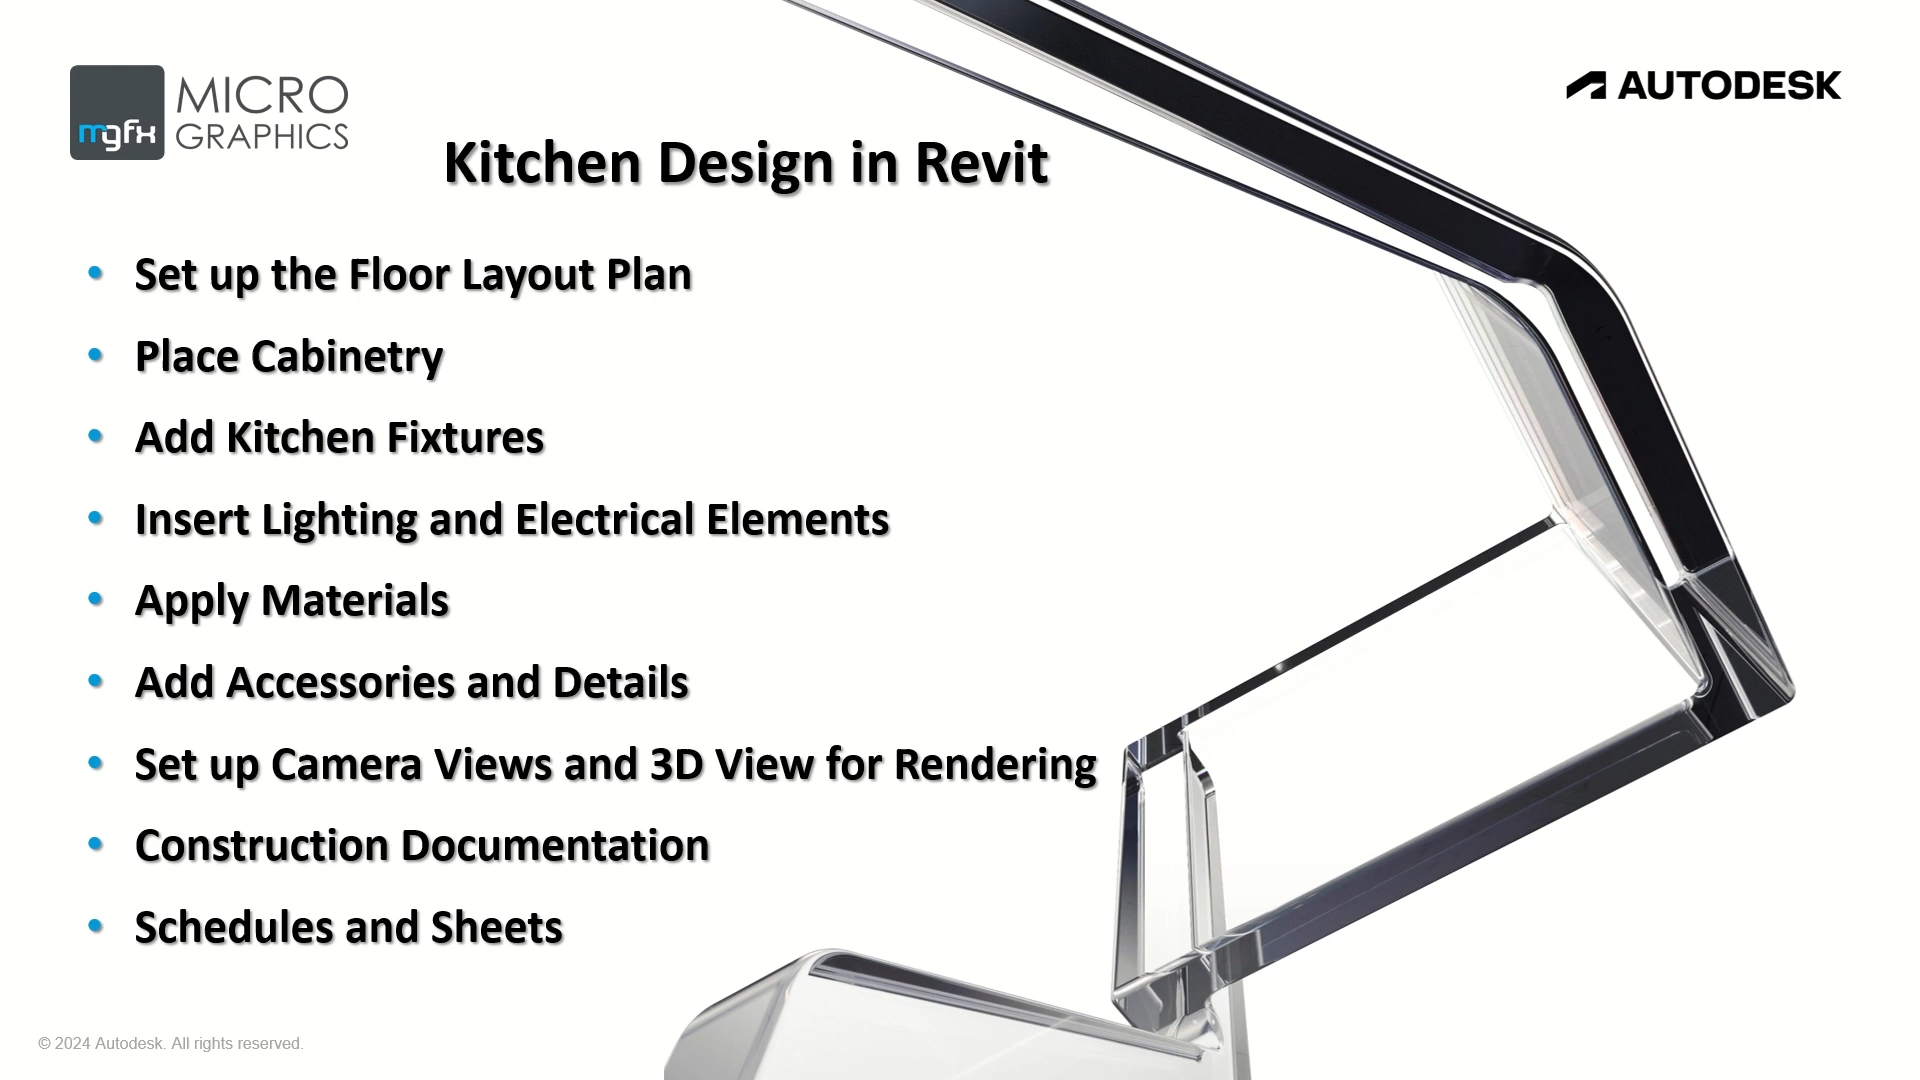 mgfx
MICRO
GRAPHICS
AUTODESK
Kitchen Design in Revit
• Set up the Floor Layout Plan
• Place Cabinetry
• Add Kitchen Fixtures
• Insert Lighting and Electrical Elements
• Apply Materials
• Add Accessories and Details
• Set up Camera Views and 3D View for Rendering
• Construction Documentation
• Schedules and Sheets
© 2024 Autodesk. All rights reserved.